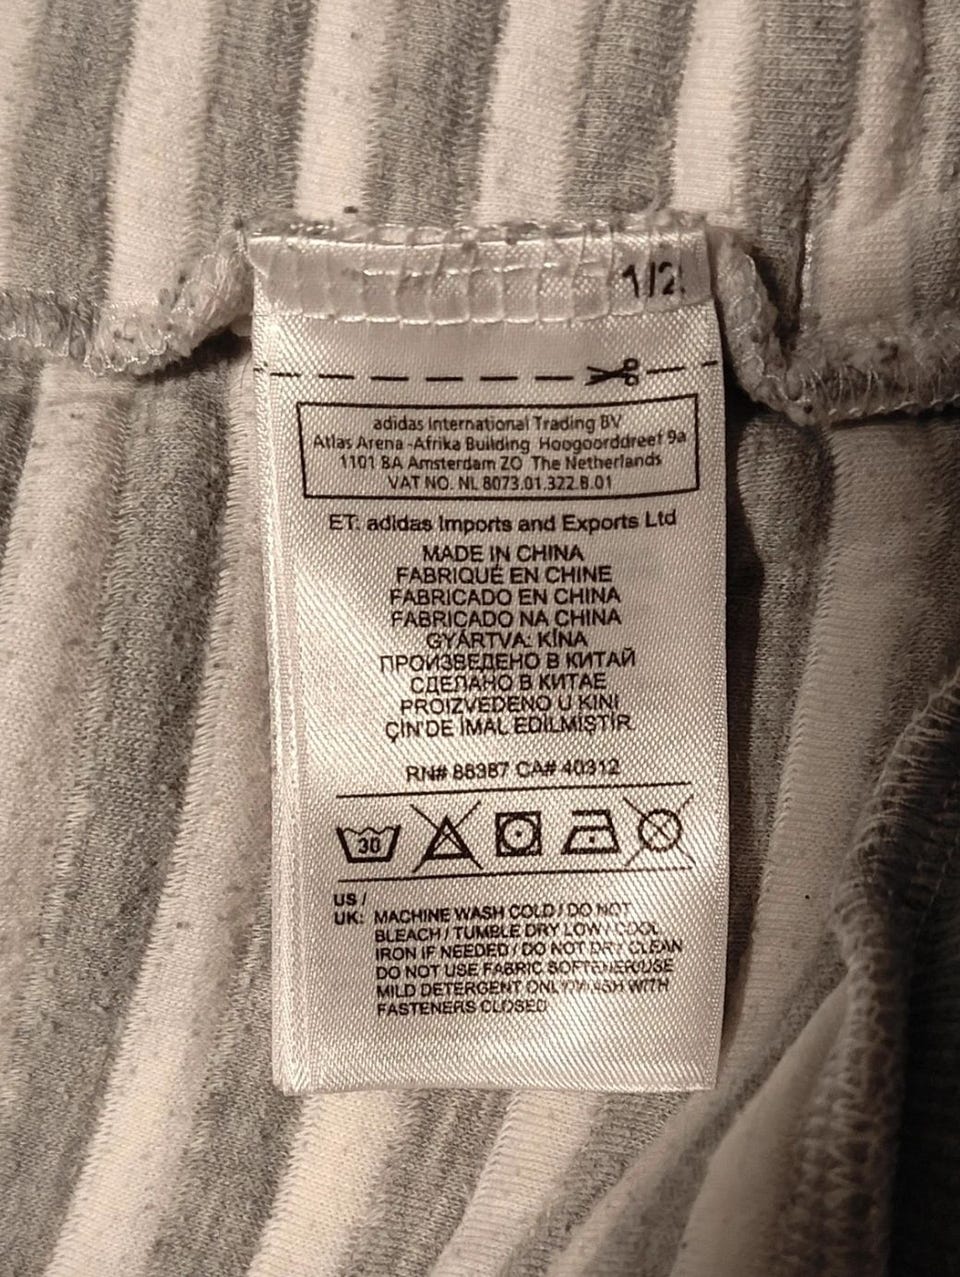 1/2
adidas International Trading BV
Atlas Arena -Afrika Building Hoogoorddreef 9a
1101 BA Amsterdam ZO The Netherlands
VAT NO. NL 8073.01.322.B.01
ET: adidas Imports and Exports Ltd
MADE IN CHINA
FABRIQUÉ EN CHINE
FABRICADO EN CHINA
FABRICADO NA CHINA
GYÁRTVA: KÍNA
ПРОИЗВЕДЕНО В КИТАЙ
СДЕЛАНО В КИТАЕ
PROIZVEDENO U KINI
ÇİN'DE İMAL EDİLMİŞTİR.
RN# 88387 CA# 40312
30
US /
UK: MACHINE WASH COLD / DO NOT
BLEACH / TUMBLE DRY LOW / COOL
IRON IF NEEDED / DO NOT DRY CLEAN
DO NOT USE FABRIC SOFTENER/USE
MILD DETERGENT ONLY/WASH WITH
FASTENERS CLOSED